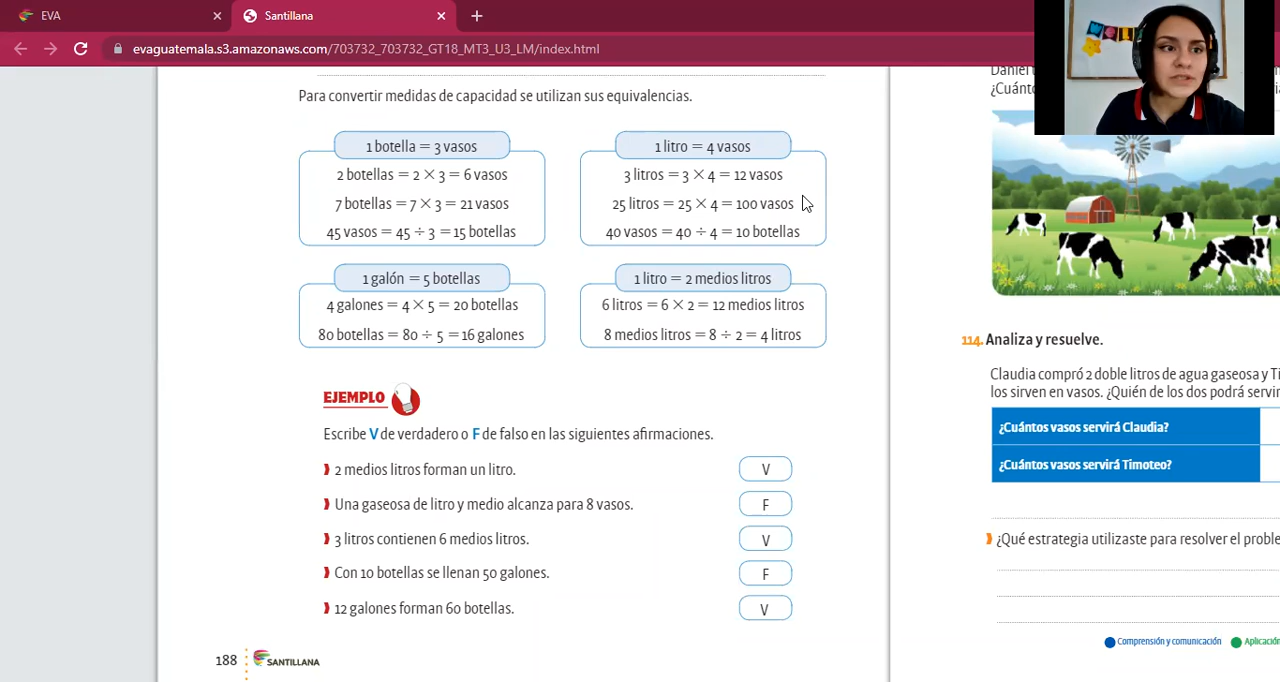 EVA
Santillana
evaguatemala.s3.amazonaws.com/703732_703732_GT18_MT3_U3_LM/index.html
Para convertir medidas de capacidad se utilizan sus equivalencias.
1 botella = 3 vasos
2 botellas = 2 × 3 = 6 vasos
7 botellas = 7 × 3 = 21 vasos
45 vasos = 45 ÷ 3 = 15 botellas
1 litro = 4 vasos
3 litros = 3 × 4 = 12 vasos
25 litros = 25 × 4 = 100 vasos
40 vasos = 40 ÷ 4 = 10 botellas
1 galón = 5 botellas
4 galones = 4 × 5 = 20 botellas
80 botellas = 80 ÷ 5 = 16 galones
1 litro = 2 medios litros
6 litros = 6 × 2 = 12 medios litros
8 medios litros = 8 ÷ 2 = 4 litros
EJEMPLO
Escribe V de verdadero o F de falso en las siguientes afirmaciones.
2 medios litros forman un litro. V
Una gaseosa de litro y medio alcanza para 8 vasos. F
3 litros contienen 6 medios litros. V
Con 10 botellas se llenan 50 galones. F
12 galones forman 60 botellas. V
188 SANTILLANA
Daniel
114. Analiza y resuelve.
Claudia compró 2 doble litros de agua gaseosa y
los sirven en vasos. ¿Quién de los dos podrá
¿Cuántos vasos servirá Claudia?
¿Cuántos vasos servirá Timoteo?
¿Qué estrategia utilizaste para resolver el
Comprensión y comunicación